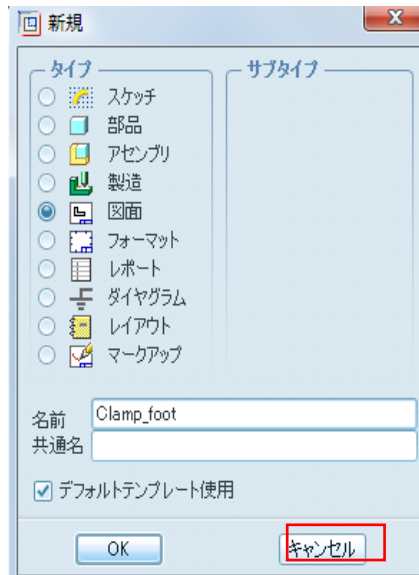 新規
タイプ
サブタイプ
スケッチ
部品
アセンブリ
製造
図面
フォーマット
レポート
ダイヤグラム
レイアウト
マークアップ
名前 Clamp_foot
共通名
デフォルトテンプレート使用
OK キャンセル